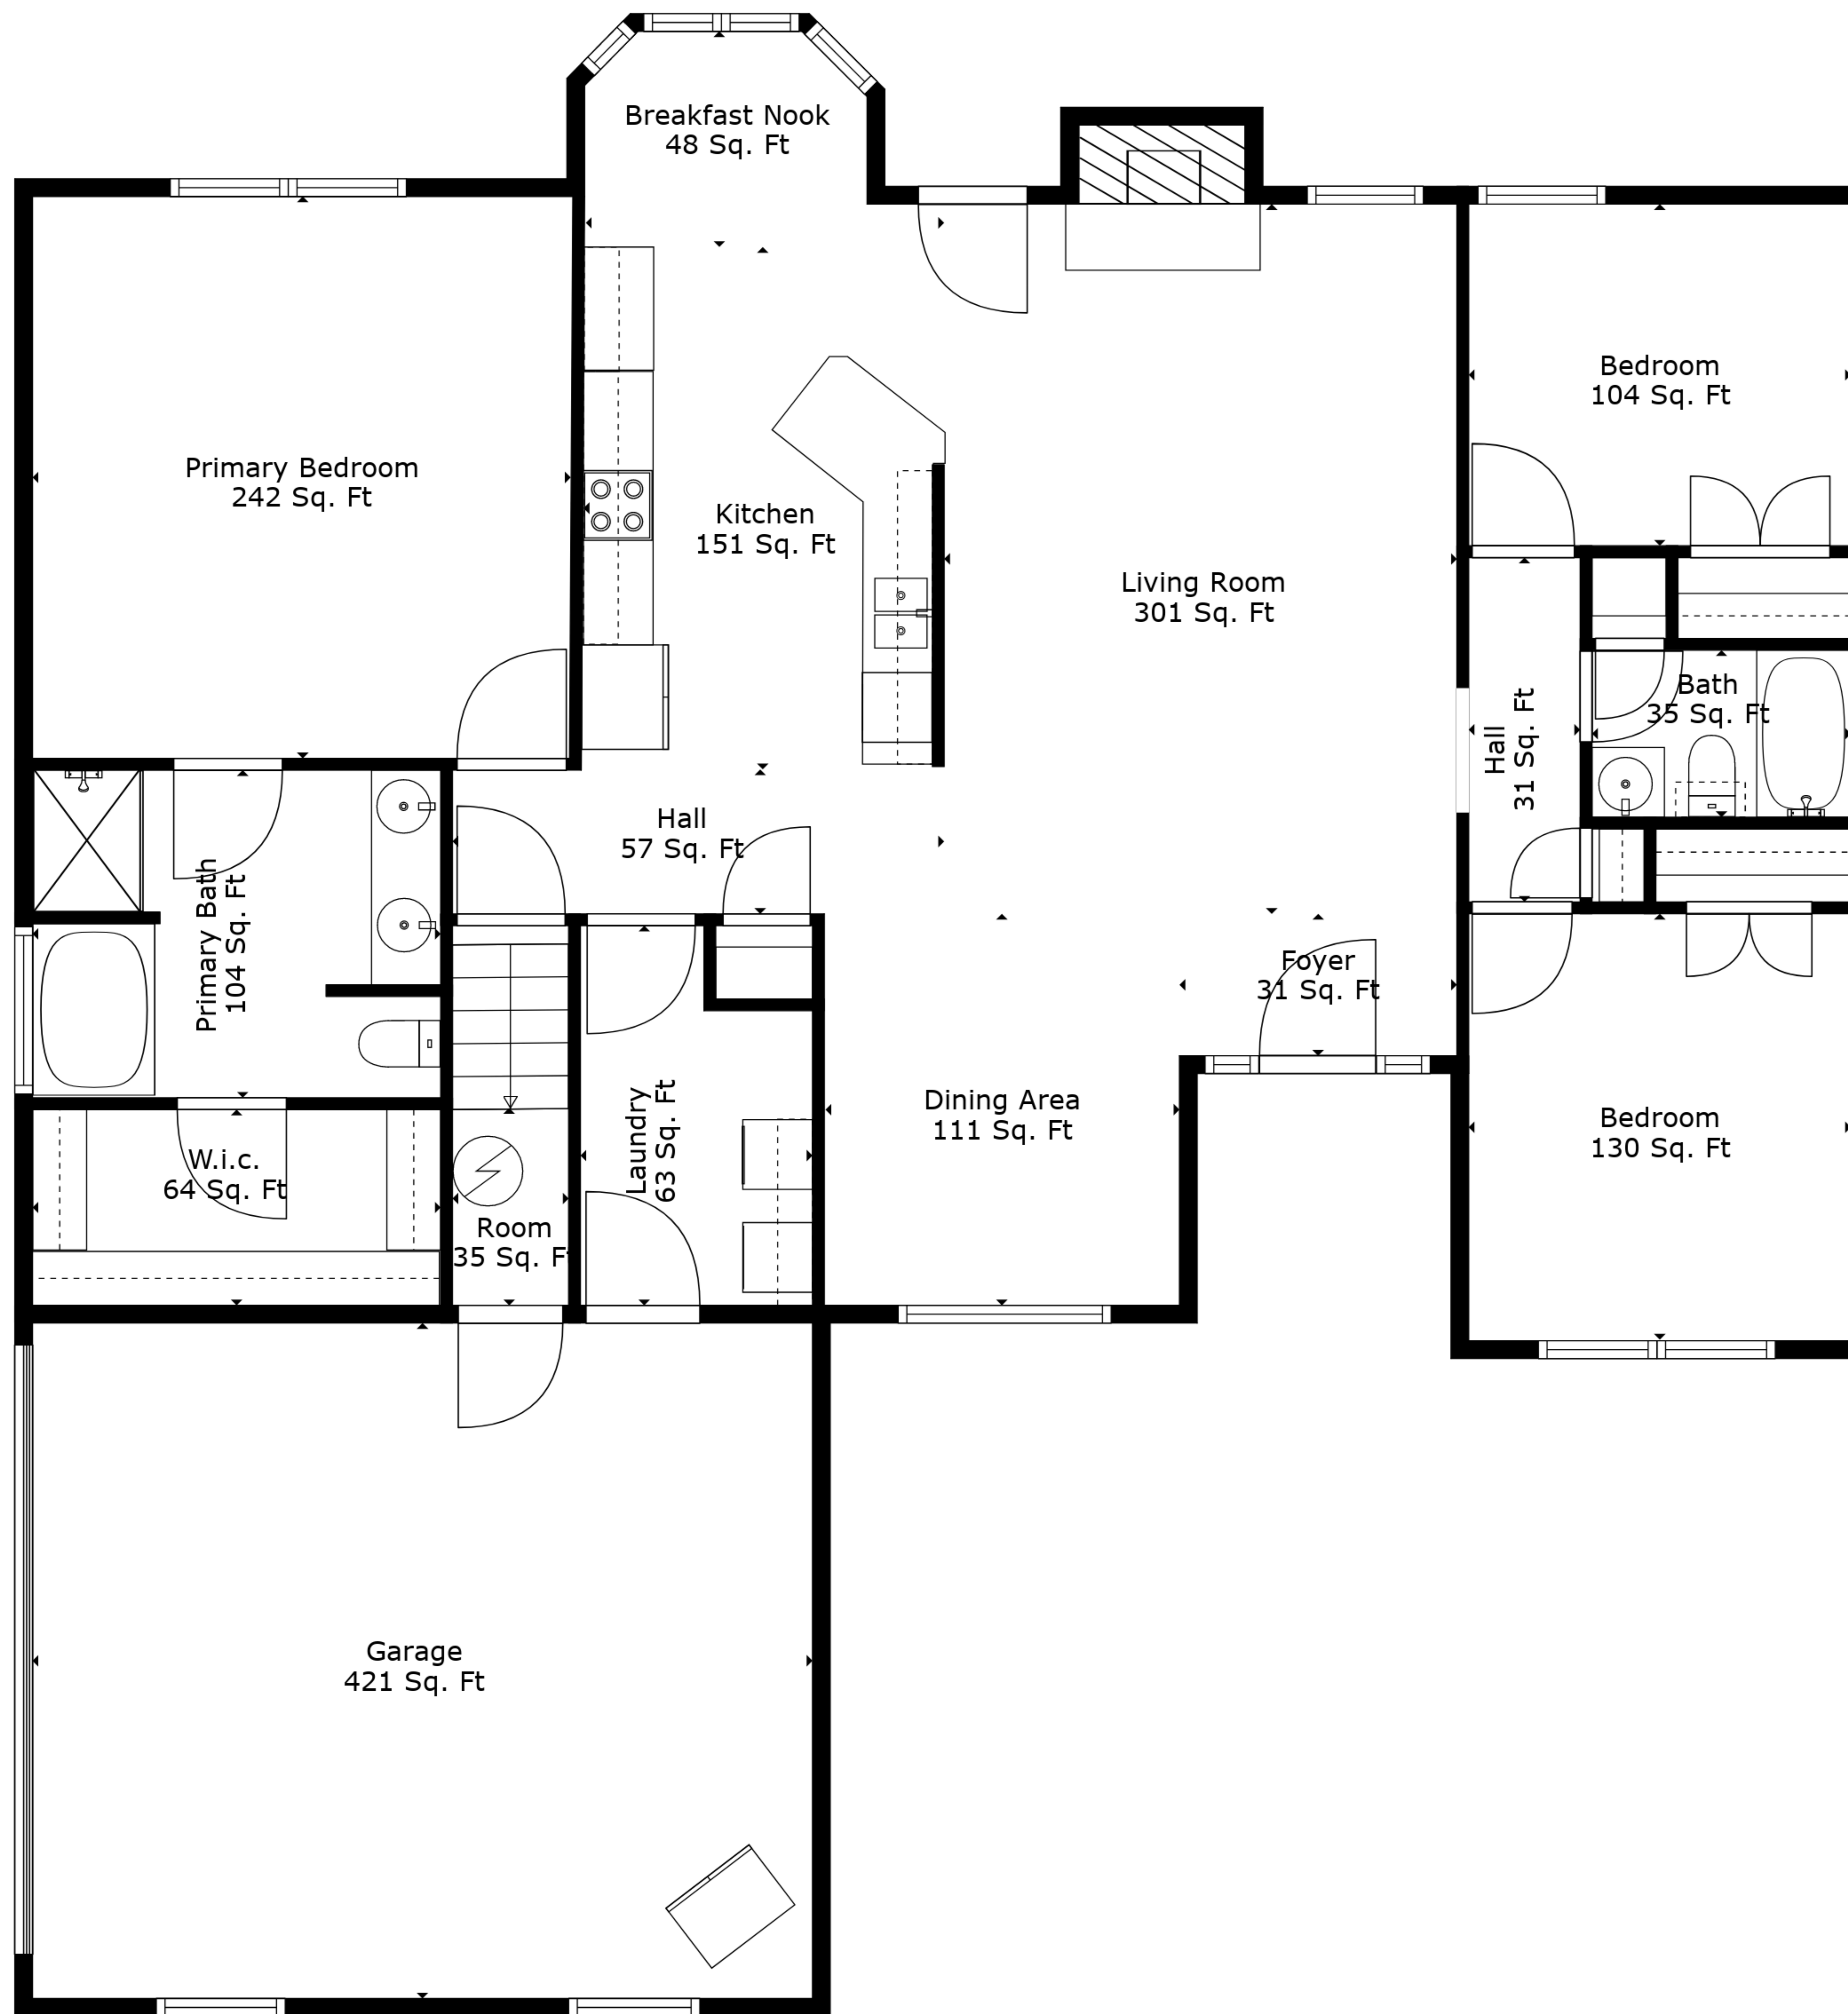 Breakfast Nook
48 Sq. Ft
Primary Bedroom
242 Sq. Ft
Kitchen
151 Sq. Ft
Living Room
301 Sq. Ft
Bedroom
104 Sq. Ft
Hall
31 Sq. Ft
Bath
35 Sq. Ft
Hall
57 Sq. Ft
Primary Bath
104 Sq. Ft
Foyer
31 Sq. Ft
W.i.c.
64 Sq. Ft
Room
35 Sq. Ft
Laundry
63 Sq. Ft
Dining Area
111 Sq. Ft
Bedroom
130 Sq. Ft
Garage
421 Sq. Ft